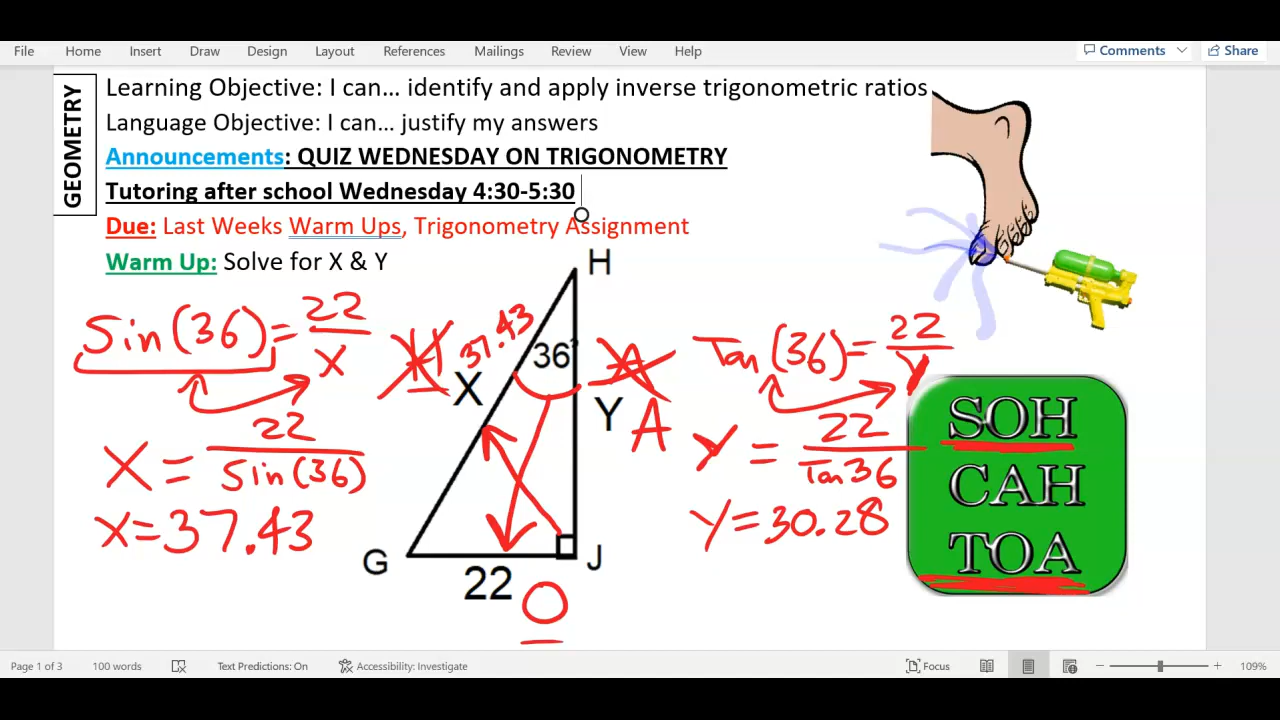 File Home Insert Draw Design Layout References Mailings Review View Help Comments Share
GEOMETRY
Learning Objective: I can... identify and apply inverse trigonometric ratios
Language Objective: I can... justify my answers
Announcements: QUIZ WEDNESDAY ON TRIGONOMETRY
Tutoring after school Wednesday 4:30-5:30
Due: Last Weeks Warm Ups, Trigonometry Assignment
Warm Up: Solve for X & Y
Sin(36) = 22/X
X = 22/Sin(36)
X=37.43
H
37.43
36°
H
A
X
Y A
G
J
22
O
Tan(36)= 22/Y
Y = 22/Tan36
Y=30.28
SOH
CAH
TOA
Page 1 of 3 100 words Text Predictions: On Accessibility: Investigate Focus 109%